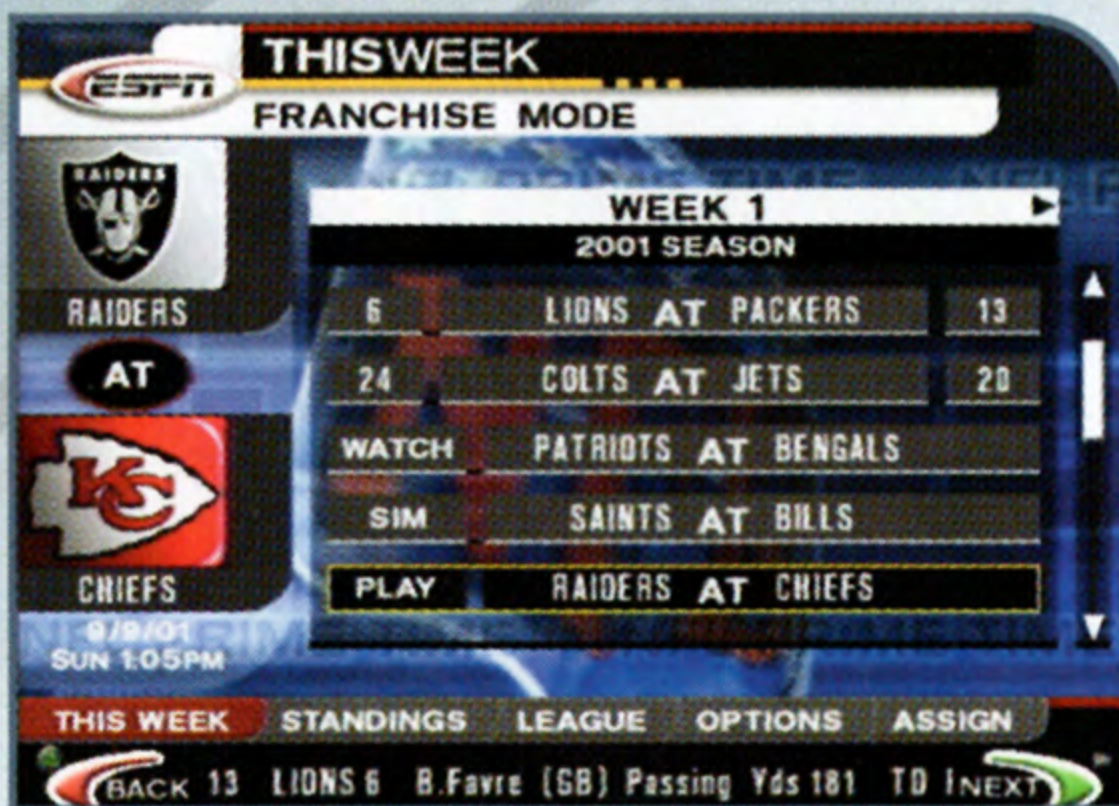 ESPN
THISWEEK
FRANCHISE MODE
RAIDERS
RAIDERS
AT
KC
CHIEFS
9/9/01
SUN 1:05PM
WEEK 1
2001 SEASON
6 LIONS AT PACKERS 13
24 COLTS AT JETS 20
WATCH PATRIOTS AT BENGALS
SIM SAINTS AT BILLS
PLAY RAIDERS AT CHIEFS
THIS WEEK STANDINGS LEAGUE OPTIONS ASSIGN
BACK 13 LIONS 6 B.Favre (GB) Passing Yds 181 TD NEXT